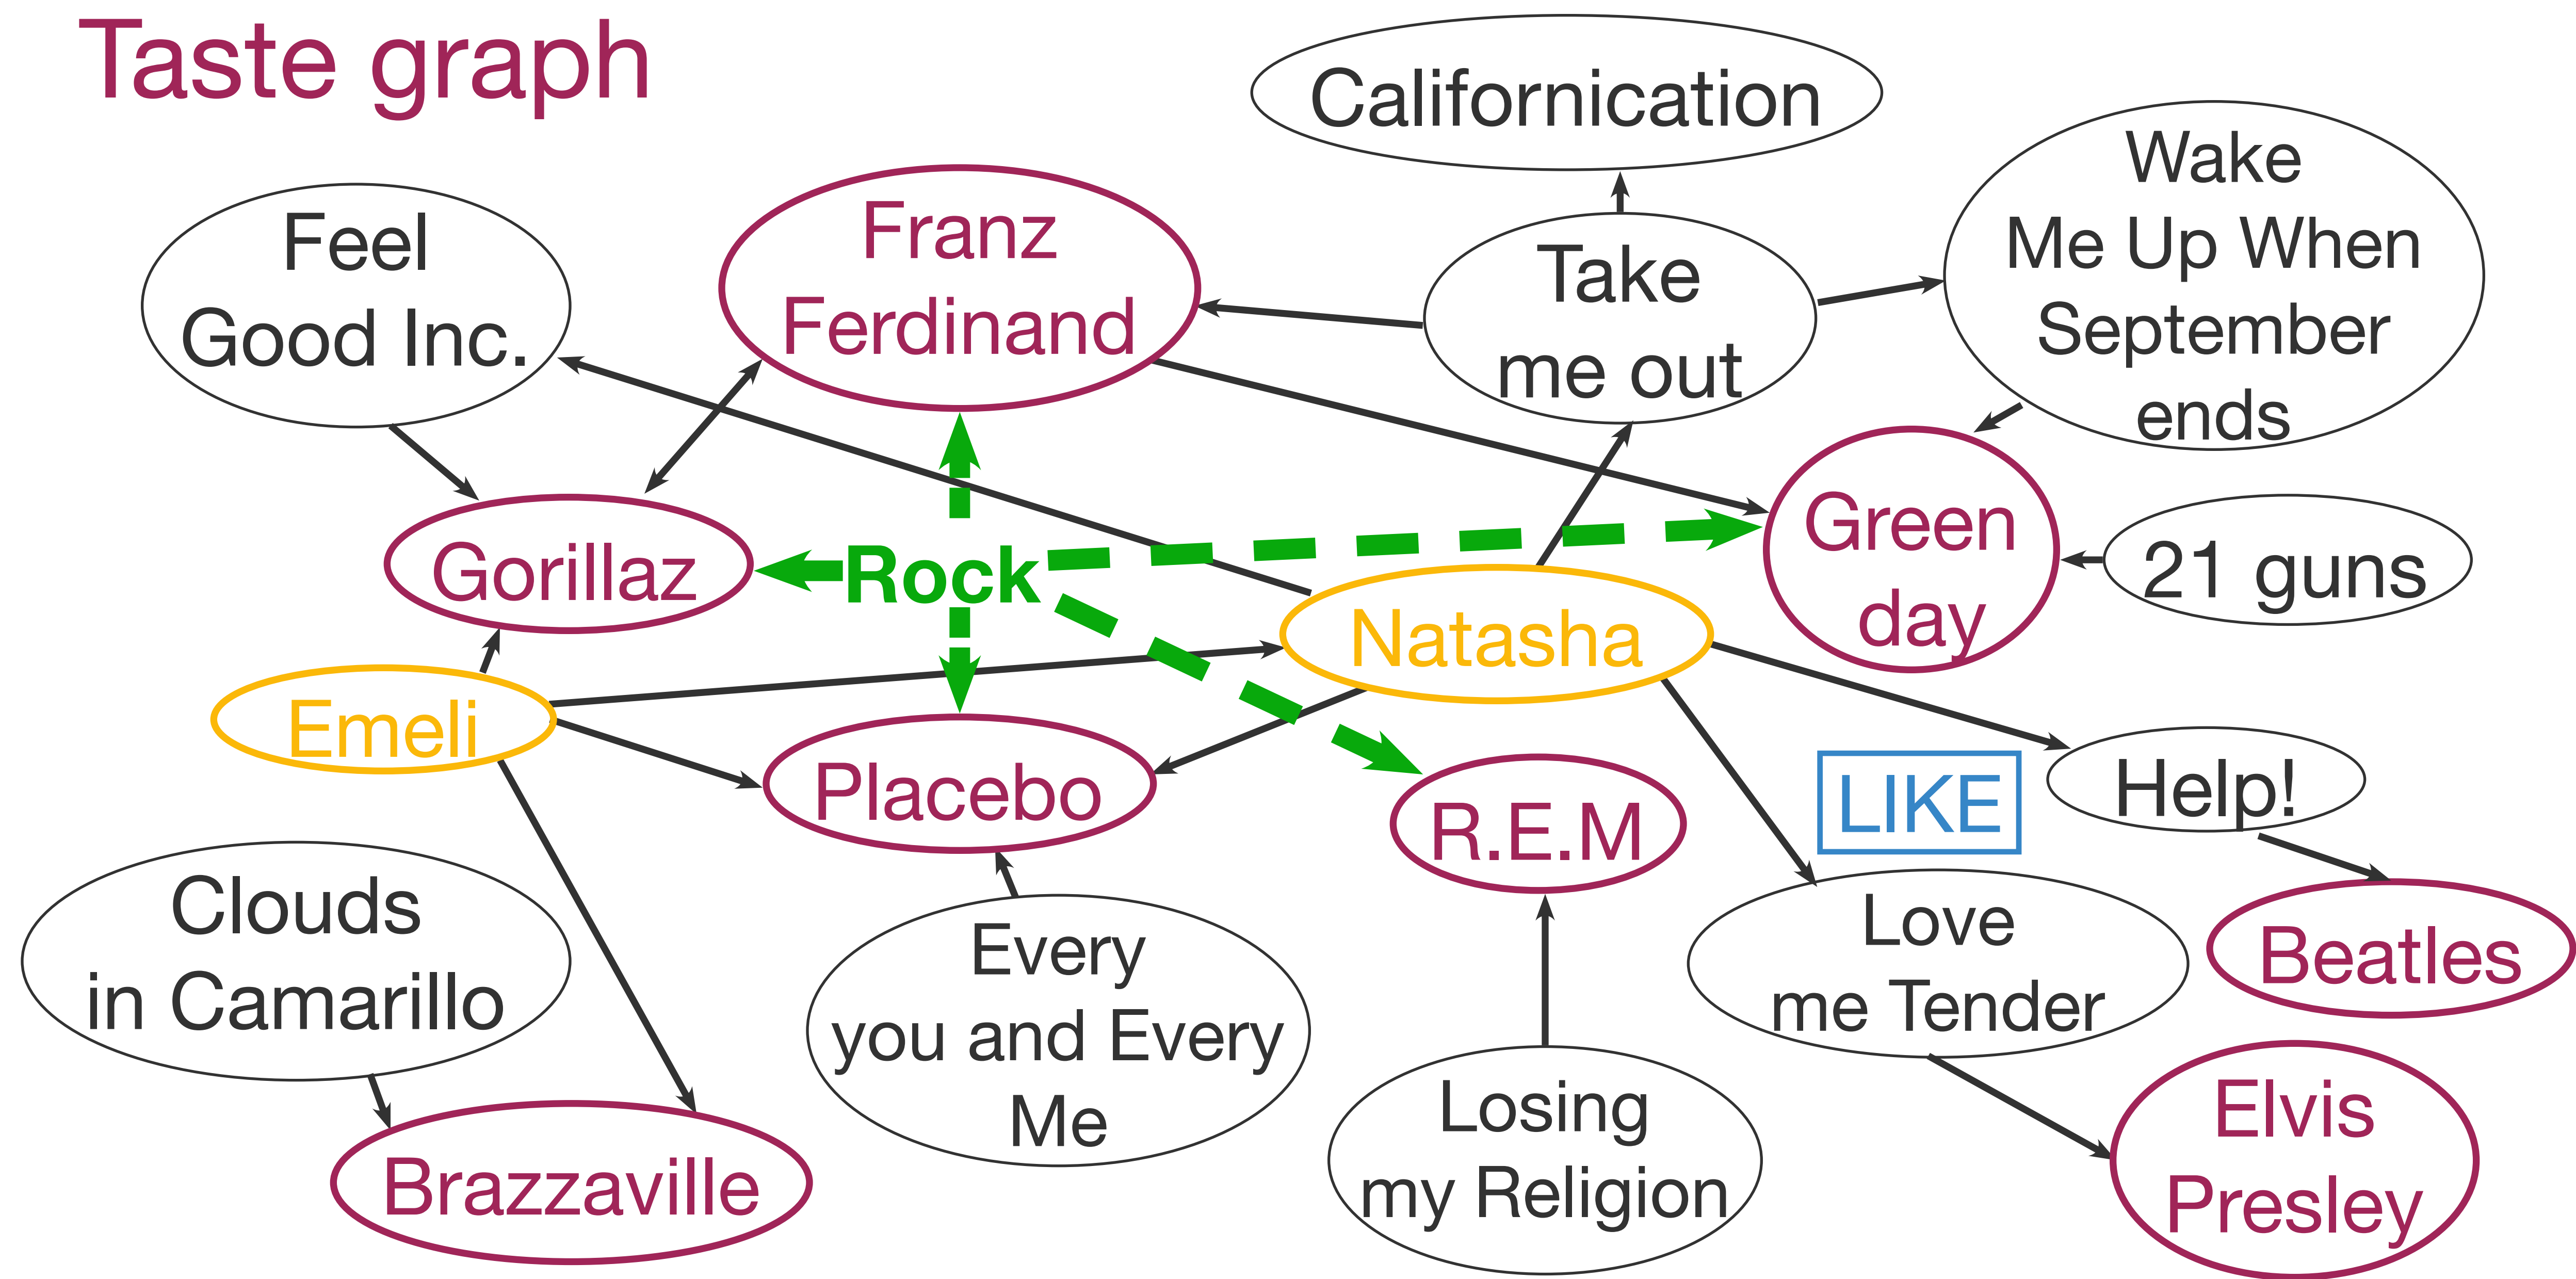 Taste graph
Californication
Wake
Me Up When
September
ends
Feel
Good Inc.
Franz
Ferdinand
Take
me out
Green
day
21 guns
Gorillaz
Rock
Natasha
Emeli
Placebo
R.E.M
LIKE
Help!
Clouds
in Camarillo
Every
you and Every
Me
Love
me Tender
Beatles
Losing
my Religion
Elvis
Presley
Brazzaville